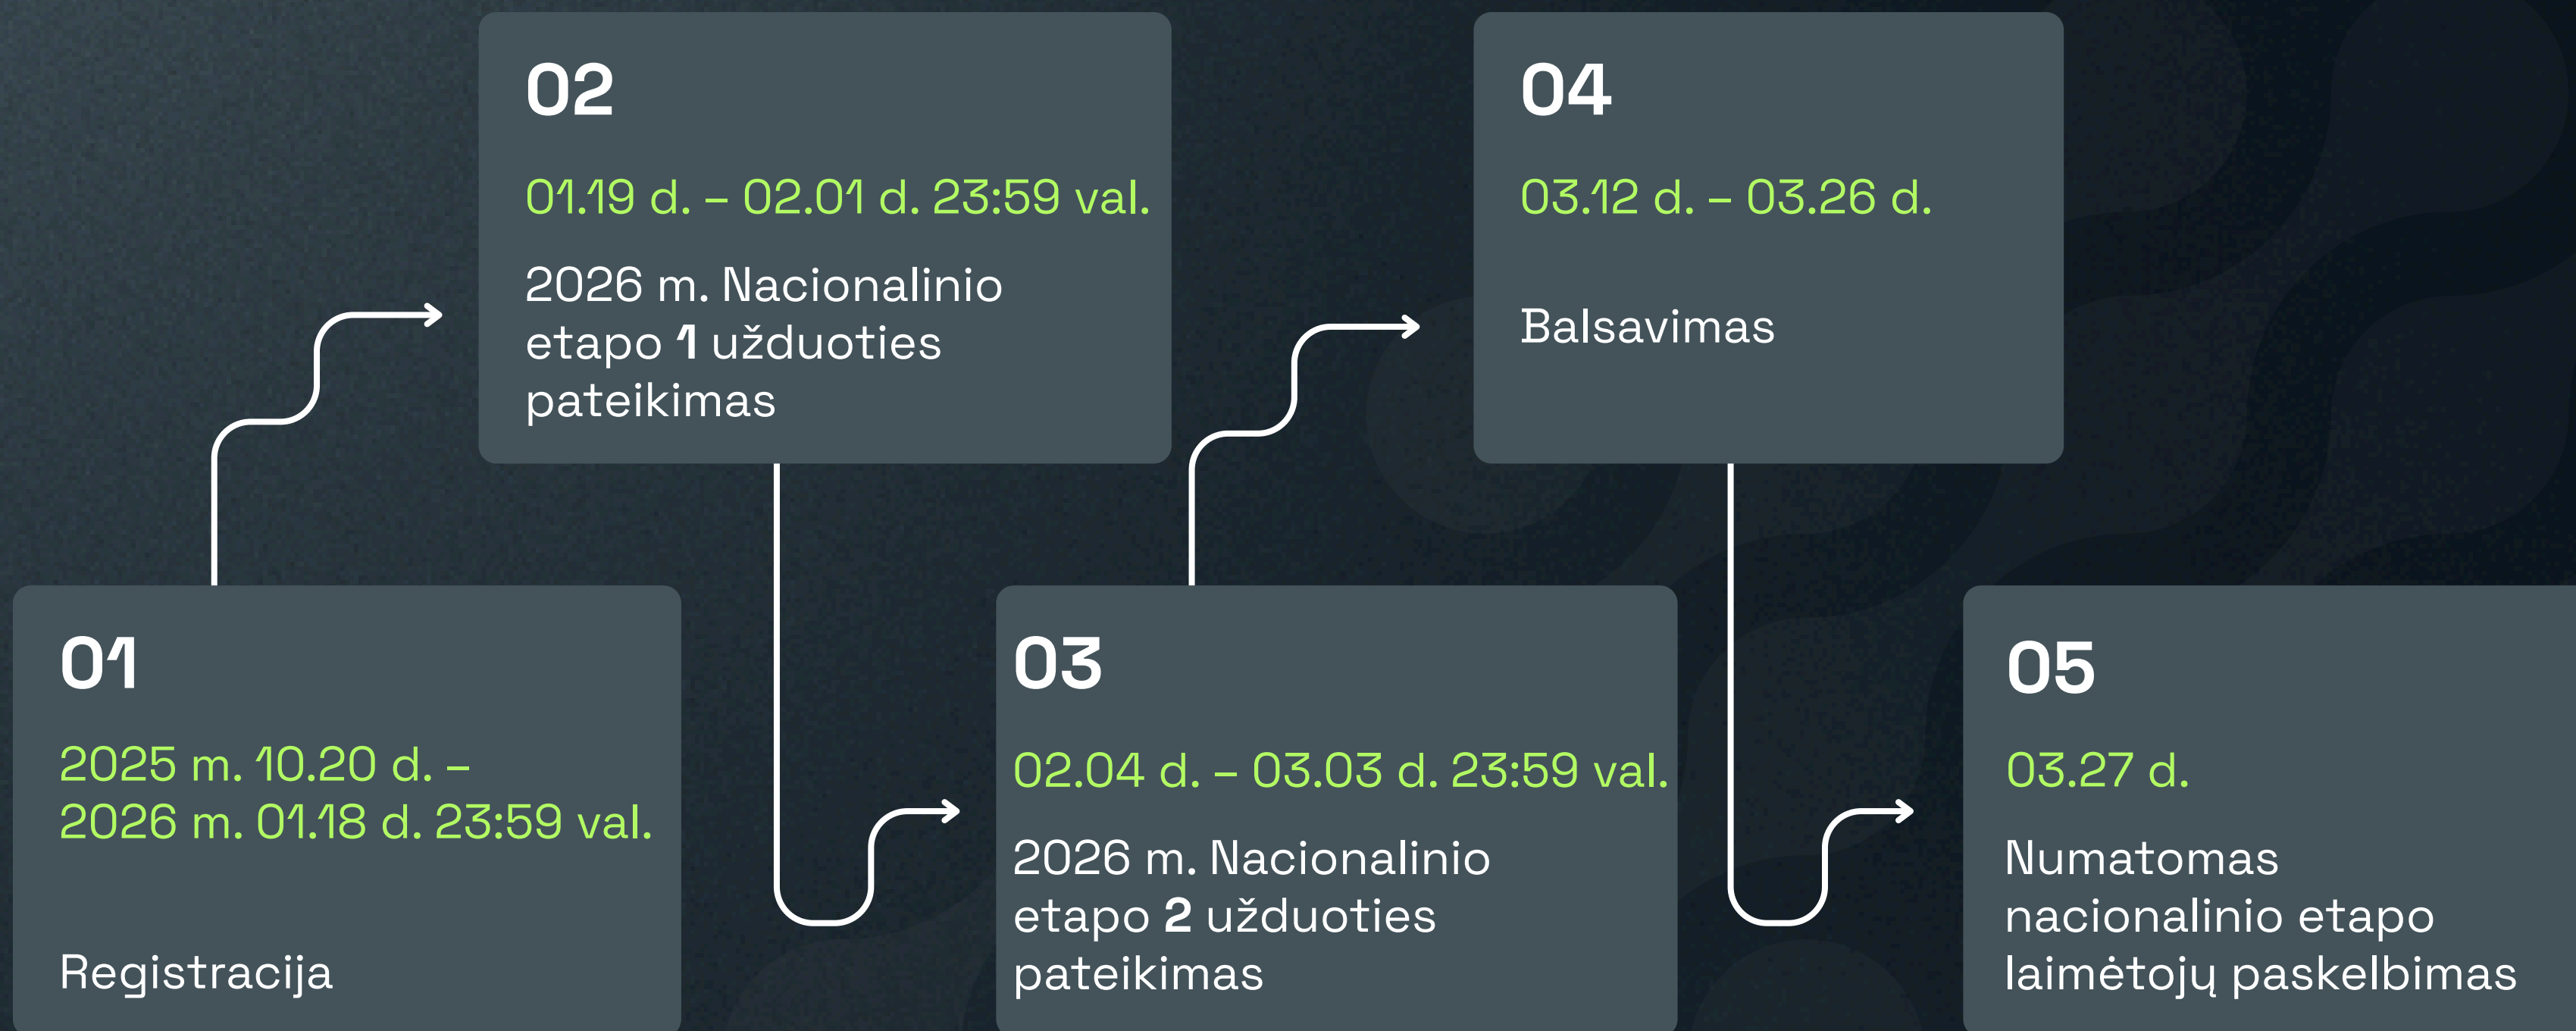 01
2025 m. 10.20 d. –
2026 m. 01.18 d. 23:59 val.
Registracija
02
01.19 d. – 02.01 d. 23:59 val.
2026 m. Nacionalinio
etapo 1 užduoties
pateikimas
03
02.04 d. – 03.03 d. 23:59 val.
2026 m. Nacionalinio
etapo 2 užduoties
pateikimas
04
03.12 d. – 03.26 d.
Balsavimas
05
03.27 d.
Numatomas
nacionalinio etapo
laimėtojų paskelbimas